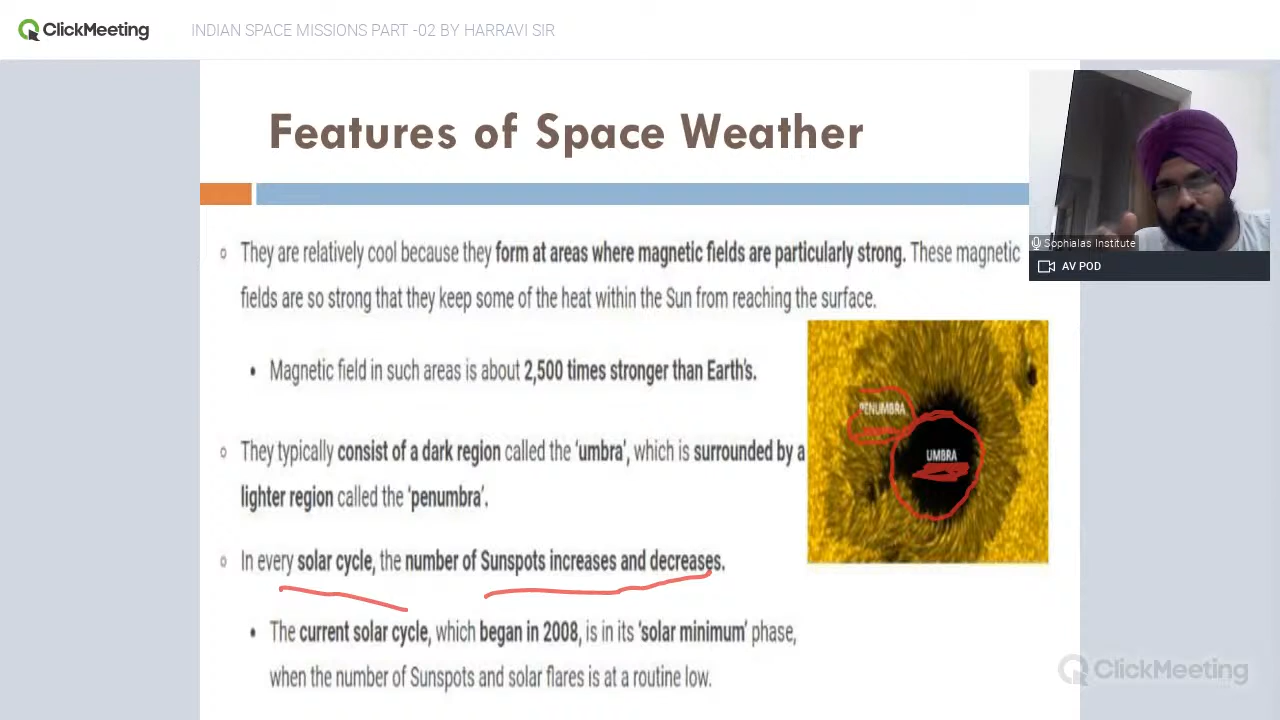 ClickMeeting
INDIAN SPACE MISSIONS PART -02 BY HARRAVI SIR
Features of Space Weather
They are relatively cool because they form at areas where magnetic fields are particularly strong. These magnetic
fields are so strong that they keep some of the heat within the Sun from reaching the surface.
Magnetic field in such areas is about 2,500 times stronger than Earth's.
They typically consist of a dark region called the 'umbra', which is surrounded by a
lighter region called the 'penumbra'.
In every solar cycle, the number of Sunspots increases and decreases.
The current solar cycle, which began in 2008, is in its 'solar minimum' phase,
when the number of Sunspots and solar flares is at a routine low.
PENUMBRA
UMBRA
Sophialas Institute
AV POD
ClickMeeting